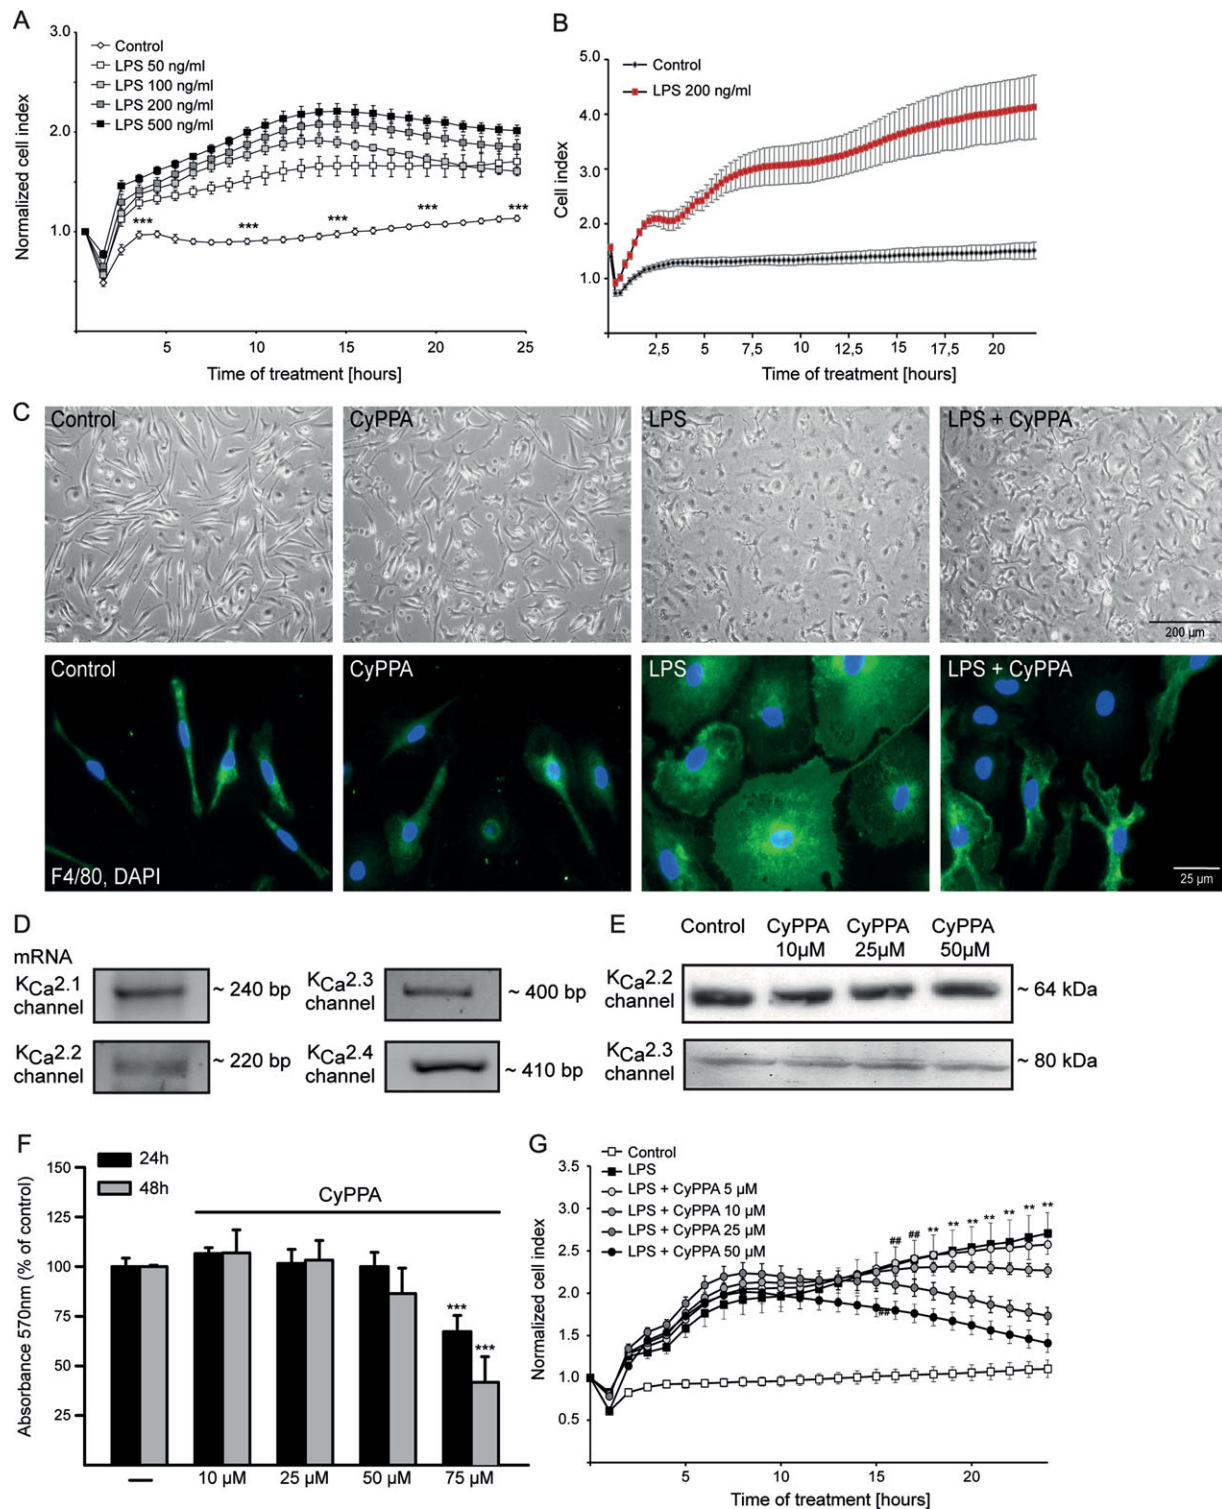 A
3.0
2.0
1.0
Normalized cell index
Control
LPS 50 ng/ml
LPS 100 ng/ml
LPS 200 ng/ml
LPS 500 ng/ml
*** *** *** *** ***
5 10 15 20 25
Time of treatment [hours]
B
5.0
4.0
3.0
2.0
1.0
Cell index
Control
LPS 200 ng/ml
2,5 5 7,5 10 12,5 15 17,5 20
Time of treatment [hours]
C
Control CyPPA LPS LPS + CyPPA
200 µm
Control CyPPA LPS LPS + CyPPA
F4/80, DAPI
25 µm
D
mRNA
KCa2.1 channel ~ 240 bp
KCa2.3 channel ~ 400 bp
KCa2.2 channel ~ 220 bp
KCa2.4 channel ~ 410 bp
E
Control CyPPA 10µM CyPPA 25µM CyPPA 50µM
KCa2.2 channel ~ 64 kDa
KCa2.3 channel ~ 80 kDa
F
24h
48h
CyPPA
150
125
100
75
50
25
Absorbance 570nm (% of control)
***
***
— 10 µM 25 µM 50 µM 75 µM
G
Control
LPS
LPS + CyPPA 5 µM
LPS + CyPPA 10 µM
LPS + CyPPA 25 µM
LPS + CyPPA 50 µM
3.5
3.0
2.5
2.0
1.5
1.0
0.5
Normalized cell index
## ## ** ** ** ** ** ** **
##
5 10 15 20
Time of treatment [hours]